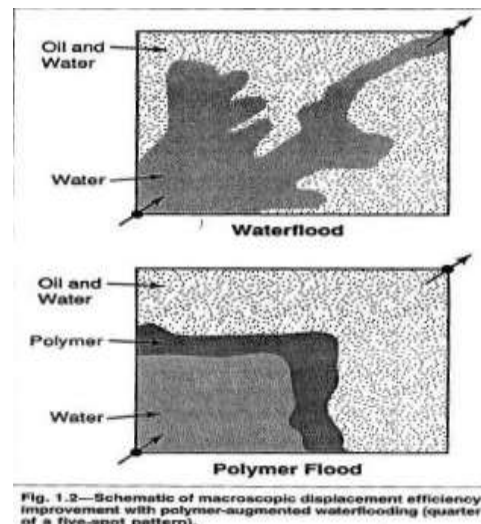 Oil and
Water
Water
Waterflood
Oil and
Water
Polymer
Water
Polymer Flood
Fig. 1.2—Schematic of macroscopic displacement efficiency
improvement with polymer-augmented waterflooding (quarter
of a five-spot pattern).